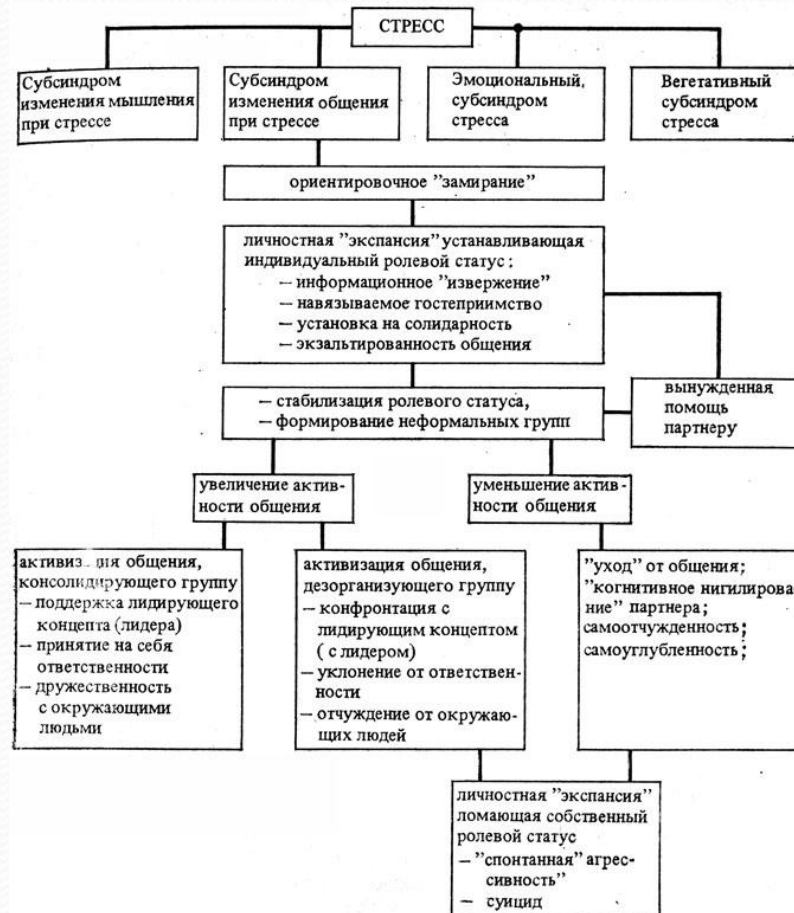 СТРЕСС
Субсиндром
изменения мышления
при стрессе
Субсиндром
изменения общения
при стрессе
Эмоциональный,
субсиндром
стресса
Вегетативный
субсиндром
стресса
ориентировочное "замирание"
личностная "экспансия" устанавливающая
индивидуальный ролевой статус:
— информационное "извержение"
— навязываемое гостеприимство
— установка на солидарность
— экзальтированность общения
— стабилизация ролевого статуса,
— формирование неформальных групп
вынужденная
помощь
партнеру
увеличение актив-
ности общения
уменьшение актив-
ности общения
общения,
консолидирующего группу
— поддержка лидирующего
концепта (лидера)
— принятие на себя
ответственности
— дружественность
с окружающими
людьми
активизация общения,
дезорганизующего группу
— конфронтация с
лидирующим концептом
( с лидером)
— уклонение от ответствен-
ности
— отчуждение от окружаю-
щих людей
"уход" от общения;
"когнитивное нигилирова
ние" партнера;
самоотчужденность;
самоуглубленность;
личностная "экспансия"
ломающая собственный
ролевой статус
— "спонтанная" агрес-
сивность"
— суицид